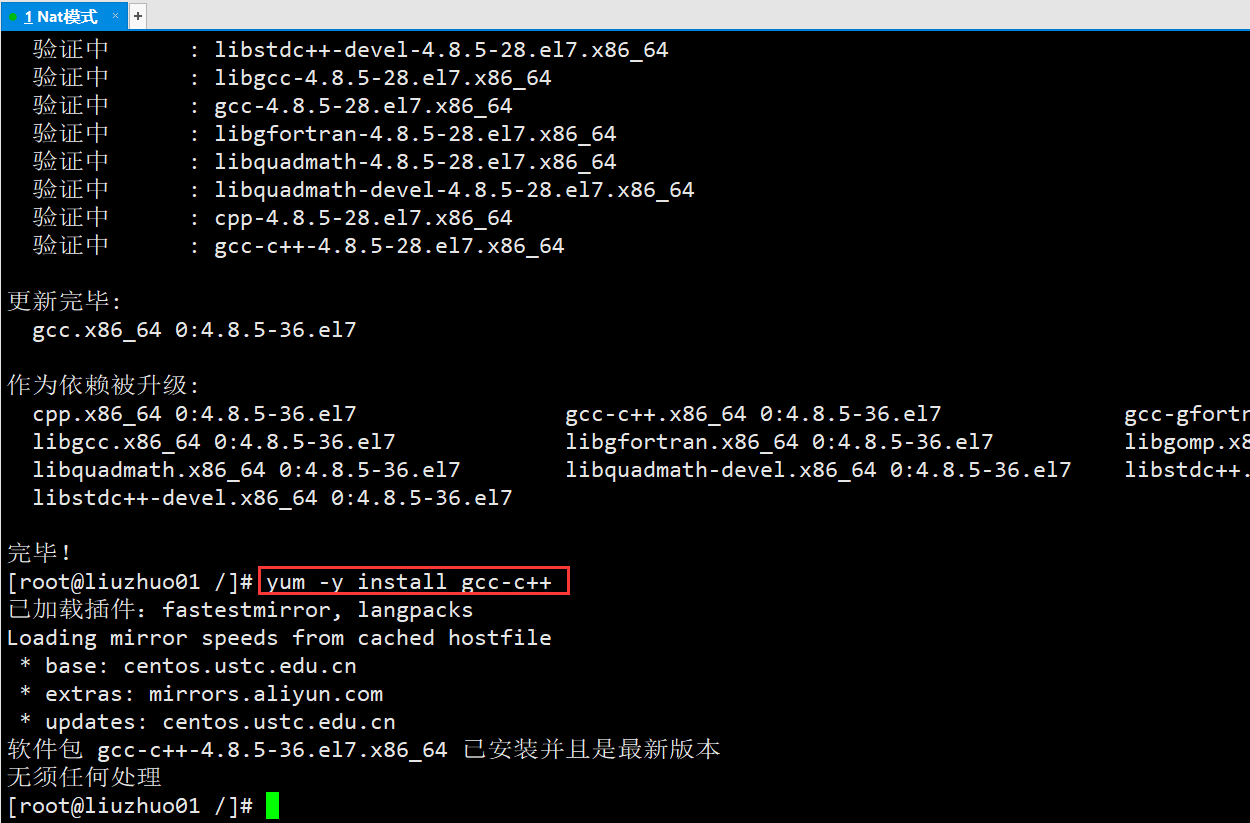 1 Nat模式 × +
验证中 : libstdc++-devel-4.8.5-28.el7.x86_64
验证中 : libgcc-4.8.5-28.el7.x86_64
验证中 : gcc-4.8.5-28.el7.x86_64
验证中 : libgfortran-4.8.5-28.el7.x86_64
验证中 : libquadmath-4.8.5-28.el7.x86_64
验证中 : libquadmath-devel-4.8.5-28.el7.x86_64
验证中 : cpp-4.8.5-28.el7.x86_64
验证中 : gcc-c++-4.8.5-28.el7.x86_64
更新完毕:
gcc.x86_64 0:4.8.5-36.el7
作为依赖被升级:
cpp.x86_64 0:4.8.5-36.el7 gcc-c++.x86_64 0:4.8.5-36.el7 gcc-gfortr
libgcc.x86_64 0:4.8.5-36.el7 libgfortran.x86_64 0:4.8.5-36.el7 libgomp.x8
libquadmath.x86_64 0:4.8.5-36.el7 libquadmath-devel.x86_64 0:4.8.5-36.el7 libstdc++.
libstdc++-devel.x86_64 0:4.8.5-36.el7
完毕!
[root@liuzhuo01 /]# yum -y install gcc-c++
已加载插件: fastestmirror, langpacks
Loading mirror speeds from cached hostfile
* base: centos.ustc.edu.cn
* extras: mirrors.aliyun.com
* updates: centos.ustc.edu.cn
软件包 gcc-c++-4.8.5-36.el7.x86_64 已安装并且是最新版本
无须任何处理
[root@liuzhuo01 /]#